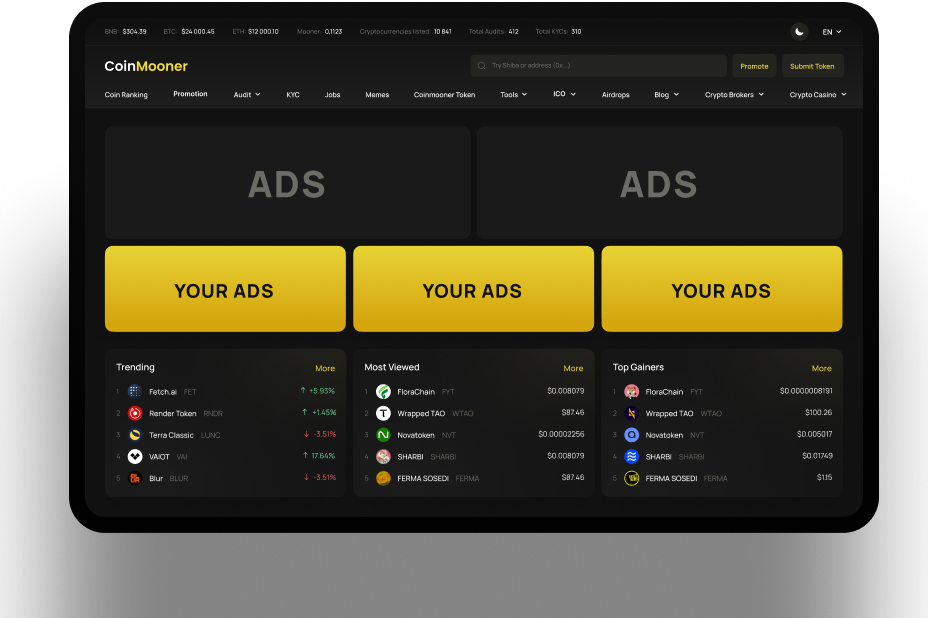 BNB: $304.39 BTC: $24 000.45 ETH: $12 000.10 Mooner: 0,1123 Cryptocurrencies listed: 10 841 Total Audits: 412 Total KYCs: 310 EN
CoinMooner Try Shiba or address (0x...) Promote Submit Token
Coin Ranking Promotion Audit KYC Jobs Memes Coinmooner Token Tools ICO Airdrops Blog Crypto Brokers Crypto Casino
ADS ADS
YOUR ADS YOUR ADS YOUR ADS
Trending More
1 Fetch.ai FET ↑ +5.93%
2 Render Token RNDR ↑ +1.45%
3 Terra Classic LUNC ↓ -3.51%
4 VAIOT VAI ↑ 17.64%
5 Blur BLUR ↓ -3.51%
Most Viewed More
1 FloraChain FYT $0.008079
2 Wrapped TAO WTAO $87.46
3 Novatoken NVT $0.00002256
4 SHARBI SHARBI $0.008079
5 FERMA SOSEDI FERMA $87.46
Top Gainers More
1 FloraChain FYT $0.0000008191
2 Wrapped TAO WTAO $100.26
3 Novatoken NVT $0.005017
4 SHARBI SHARBI $0.01749
5 FERMA SOSEDI FERMA $1.15